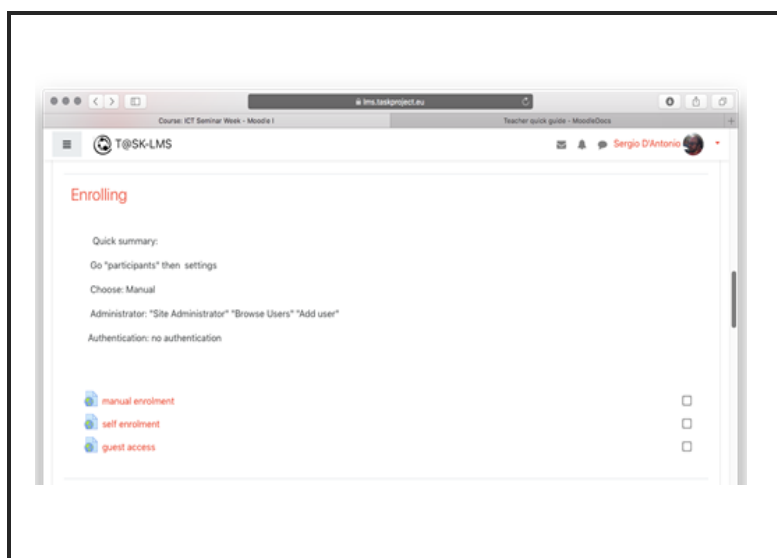 lms.taskproject.eu
Course: ICT Seminar Week - Moodle I
Teacher quick guide - MoodleDocs
T@SK-LMS
Sergio D'Antonio
Enrolling
Quick summary:
Go "participants" then settings
Choose: Manual
Administrator: "Site Administrator" "Browse Users" "Add user"
Authentication: no authentication
manual enrolment
self enrolment
guest access